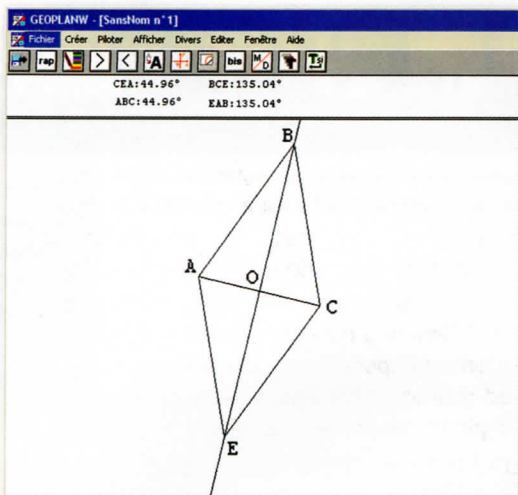 GEOPLANW - [SansNom n°1]
Fichier Créer Piloter Afficher Divers Editer Fenêtre Aide
rap A bis M/D
CEA:44.96° BCE:135.04°
ABC:44.96° EAB:135.04°
B
A
O
C
E